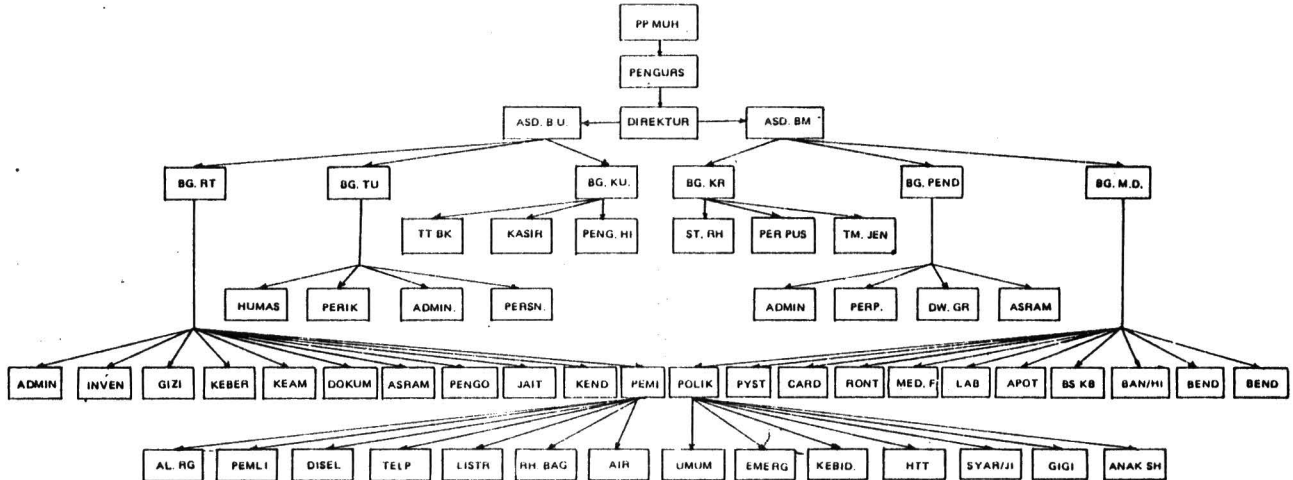 PP MUH
PENGURS
ASD. B.U.
DIREKTUR
ASD. BM
BG. RT
BG. TU
BG. KU.
BG. KR
BG. PEND
BG. M.D.
TT BK
KASIR
PENG. HI
ST. RH
PER PUS
TM. JEN
HUMAS
PERIK
ADMIN.
PERSN.
ADMIN
PERP.
DW. GR
ASRAM
ADMIN
INVEN
GIZI
KEBER
KEAM
DOKUM
ASRAM
PENGO
JAIT
KEND
PEMI
POLIK
PYST
CARD
RONT
MED. F
LAB
APOT
BS KB
BAN/HI
BEND
BEND
AL. RG
PEMLI
DISEL
TELP
LISTR
RH. BAG
AIR
UMUM
EMERG
KEBID.
HTT
SYAR/JI
GIGI
ANAK SH